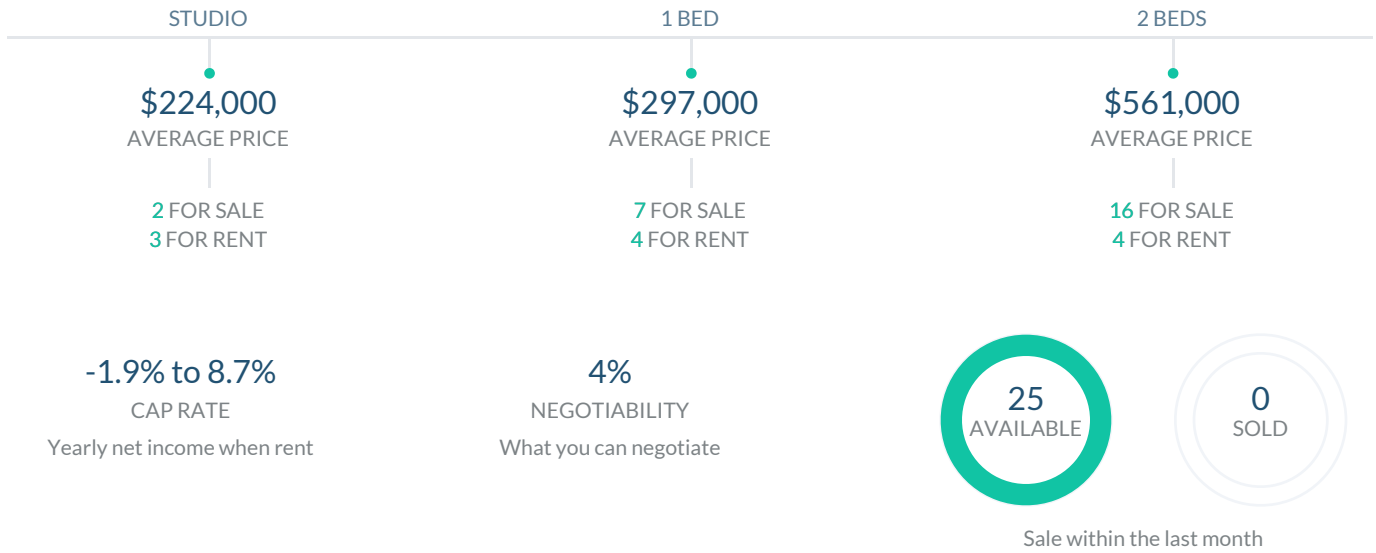 STUDIO
1 BED
2 BEDS
$224,000
AVERAGE PRICE
2 FOR SALE
3 FOR RENT
$297,000
AVERAGE PRICE
7 FOR SALE
4 FOR RENT
$561,000
AVERAGE PRICE
16 FOR SALE
4 FOR RENT
-1.9% to 8.7%
CAP RATE
Yearly net income when rent
4%
NEGOTIABILITY
What you can negotiate
25
AVAILABLE
0
SOLD
Sale within the last month